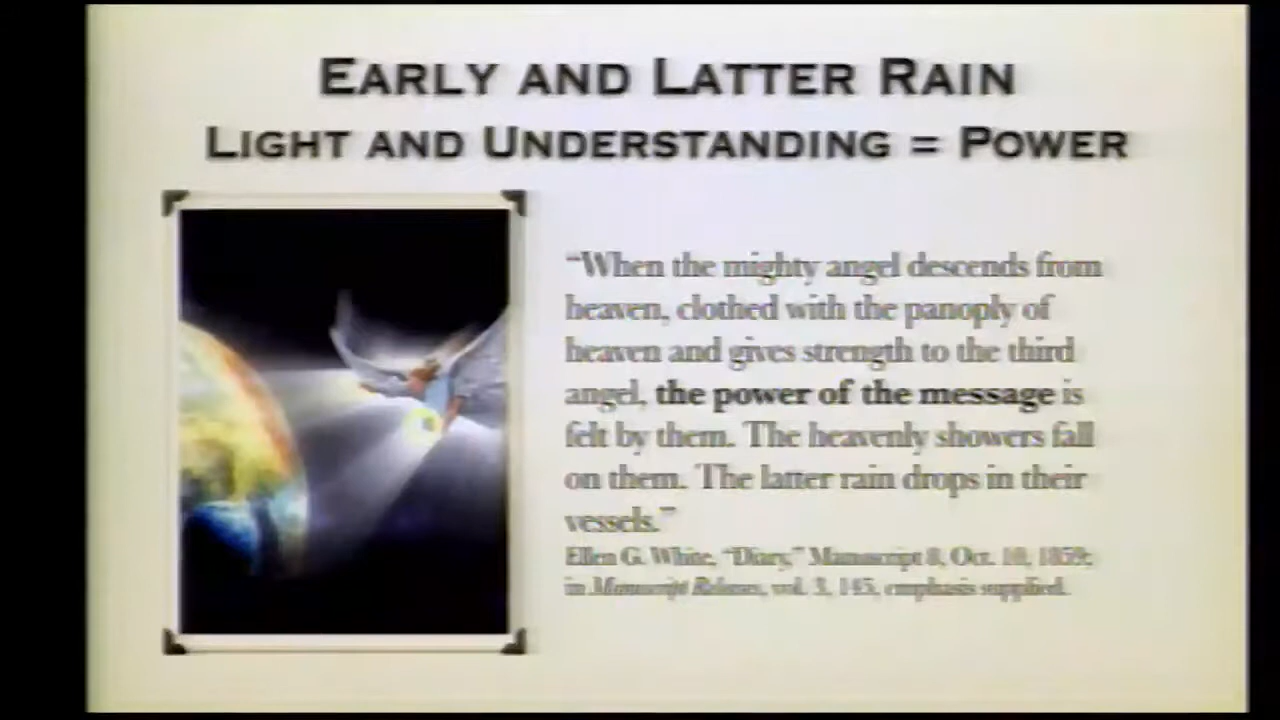 EARLY AND LATTER RAIN
LIGHT AND UNDERSTANDING = POWER
“When the mighty angel descends from
heaven, clothed with the panoply of
heaven and gives strength to the third
angel, the power of the message is
felt by them. The heavenly showers fall
on them. The latter rain drops in their
vessels.”
Ellen G. White, “Diary,” Manuscript 8, Oct. 10, 1859;
in Manuscript Releases, vol. 3, 145, emphasis supplied.